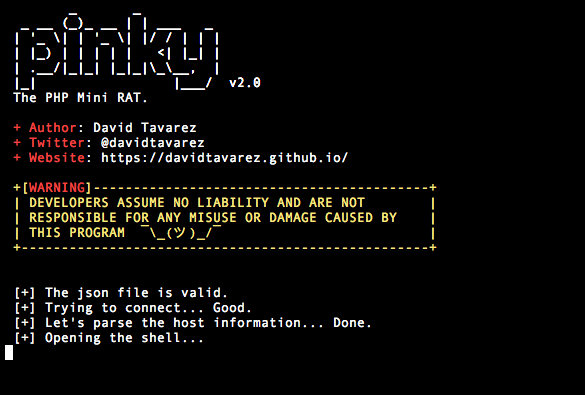 pinky
v2.0
The PHP Mini RAT.
+ Author: David Tavarez
+ Twitter: @davidtavarez
+ Website: https://davidtavarez.github.io/
+[WARNING]------------------------------------------+
| DEVELOPERS ASSUME NO LIABILITY AND ARE NOT        |
| RESPONSIBLE FOR ANY MISUSE OR DAMAGE CAUSED BY    |
| THIS PROGRAM  ¯\_(ツ)_/¯                           |
+---------------------------------------------------+
[+] The json file is valid.
[+] Trying to connect... Good.
[+] Let's parse the host information... Done.
[+] Opening the shell...